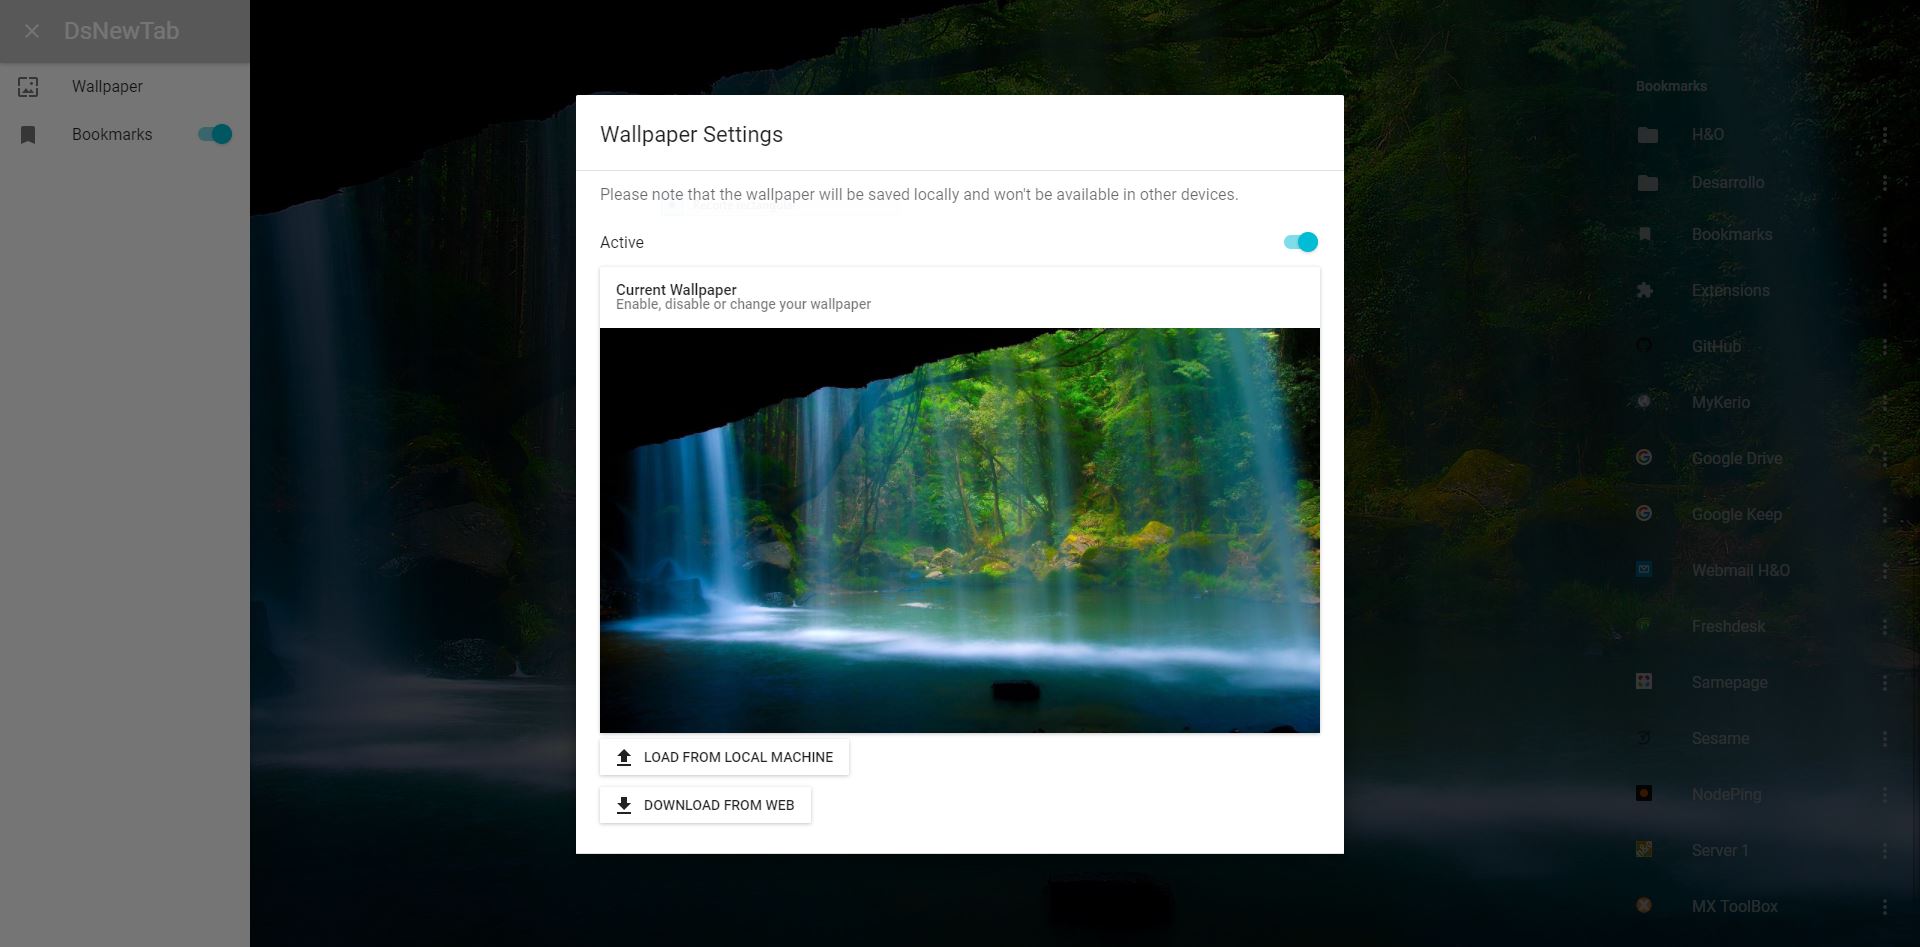 DsNewTab
Wallpaper
Bookmarks
Wallpaper Settings
Please note that the wallpaper will be saved locally and won't be available in other devices.
Active
Current Wallpaper
Enable, disable or change your wallpaper
LOAD FROM LOCAL MACHINE
DOWNLOAD FROM WEB
Bookmarks
H&O
Desarrollo
Bookmarks
Extensions
GitHub
MyKerio
Google Drive
Google Keep
Webmail H&O
Freshdesk
Samepage
Sesame
NodePing
Server 1
MX ToolBox